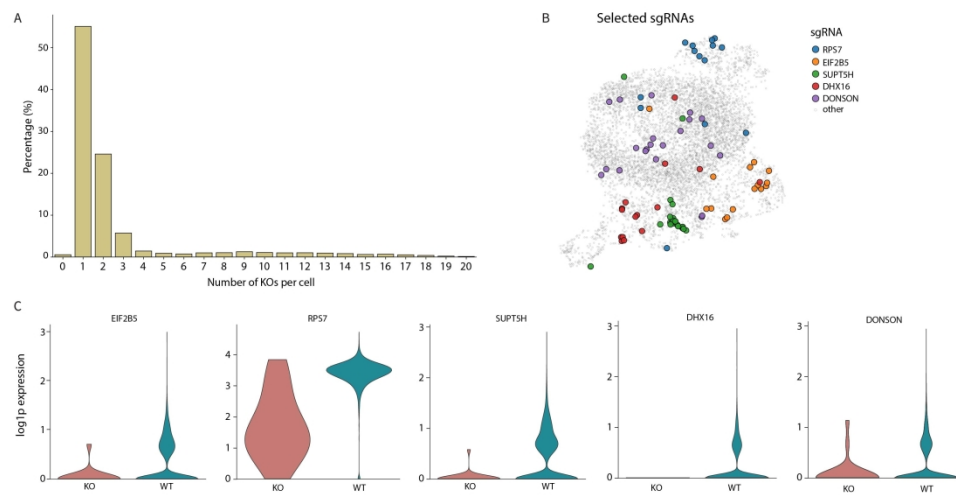 A
Percentage (%)
50
40
30
20
10
0
0 1 2 3 4 5 6 7 8 9 10 11 12 13 14 15 16 17 18 19 20
Number of KOs per cell
B
Selected sgRNAs
sgRNA
RPS7
EIF2B5
SUPT5H
DHX16
DONSON
other
C
log1p expression
EIF2B5
3
2
1
0
KO WT
RPS7
4
3
2
1
0
KO WT
SUPT5H
3
2
1
0
KO WT
DHX16
3
2
1
0
KO WT
DONSON
3
2
1
0
KO WT